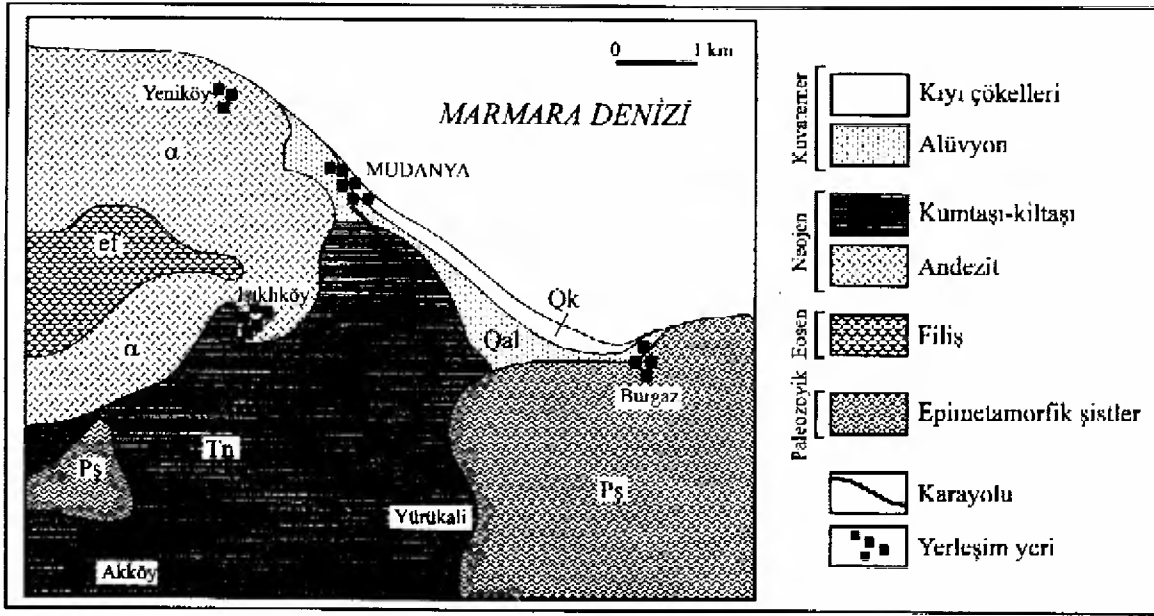 0 1 km
Yeniköy
MARMARA DENİZİ
α
MUDANYA
ef
Qk
α
Qal
Burgaz
Tn
Pş
Pş
Yürükali
Akköy
Kuvaterner
Kıyı çökelleri
Alüvyon
Neojen
Kumtaşı-kiltaşı
Andezit
Eosen
Filiş
Paleozoyik
Epimetamorfik şistler
Karayolu
Yerleşim yeri